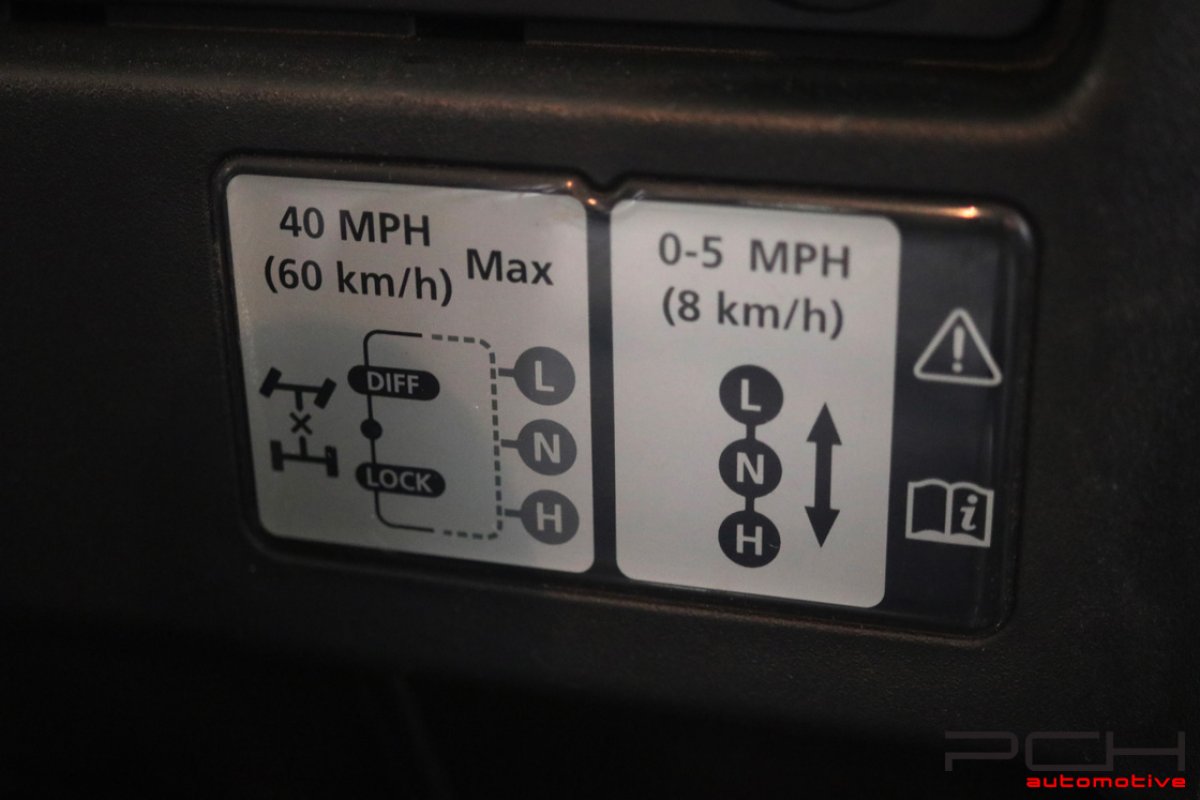 40 MPH
(60 km/h) Max
DIFF
LOCK
L
N
H
0-5 MPH
(8 km/h)
L
N
H
i
PCH
automotive